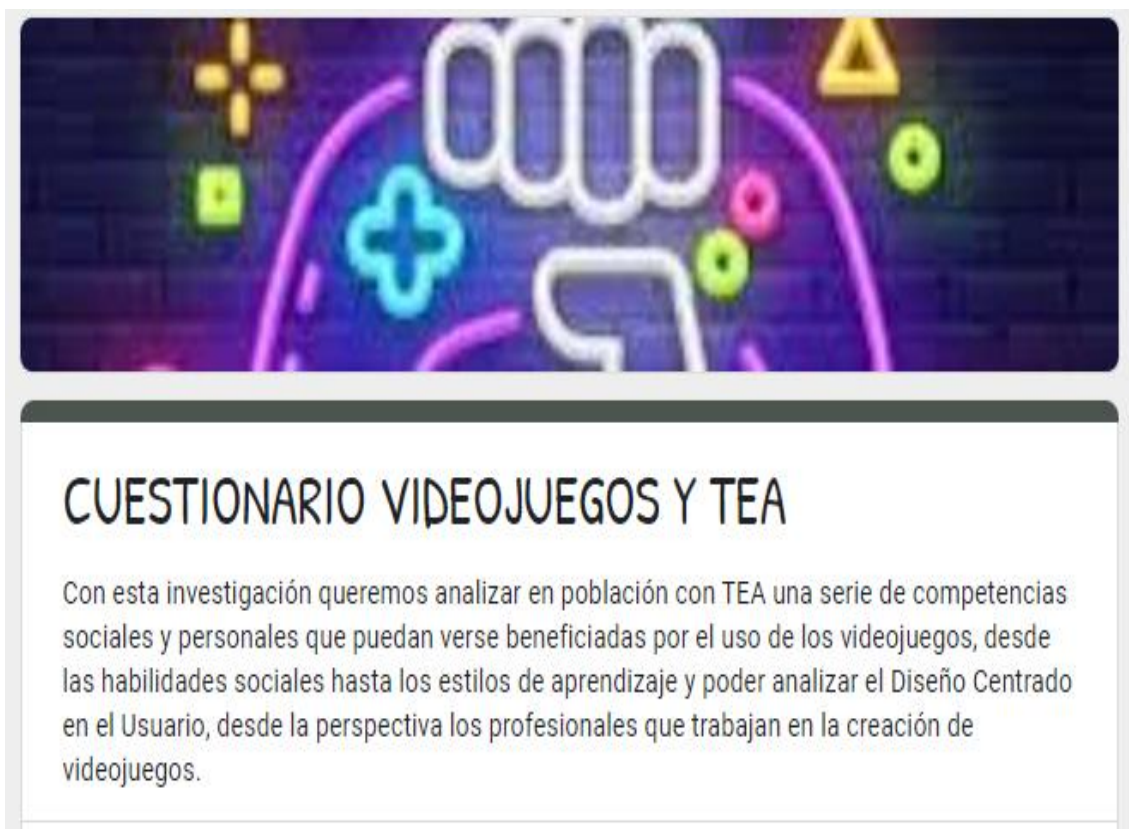 CUESTIONARIO VIDEOJUEGOS Y TEA
Con esta investigación queremos analizar en población con TEA una serie de competencias
sociales y personales que puedan verse beneficiadas por el uso de los videojuegos, desde
las habilidades sociales hasta los estilos de aprendizaje y poder analizar el Diseño Centrado
en el Usuario, desde la perspectiva los profesionales que trabajan en la creación de
videojuegos.